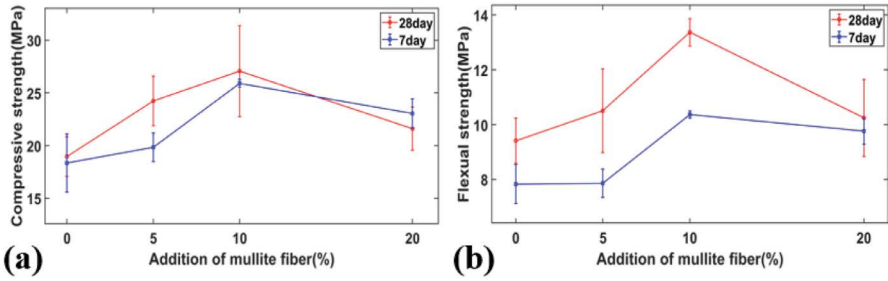 28day
7day
30
25
20
15
Compressive strength(MPa)
0 5 10 20
Addition of mullite fiber(%)
(a)
28day
7day
14
12
10
8
Flexual strength(MPa)
0 5 10 20
Addition of mullite fiber(%)
(b)